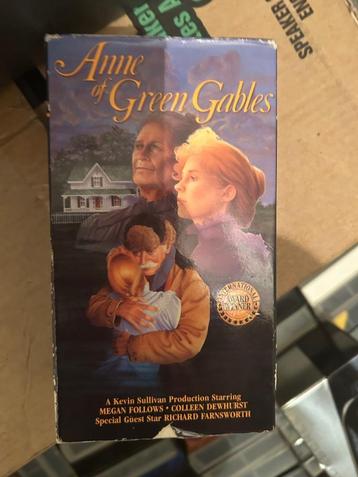 Anne
of Green Gables
INTERNATIONAL
AWARD
WINNER
A Kevin Sullivan Production Starring
MEGAN FOLLOWS • COLLEEN DEWHURST
Special Guest Star RICHARD FARNSWORTH
SPEAKER